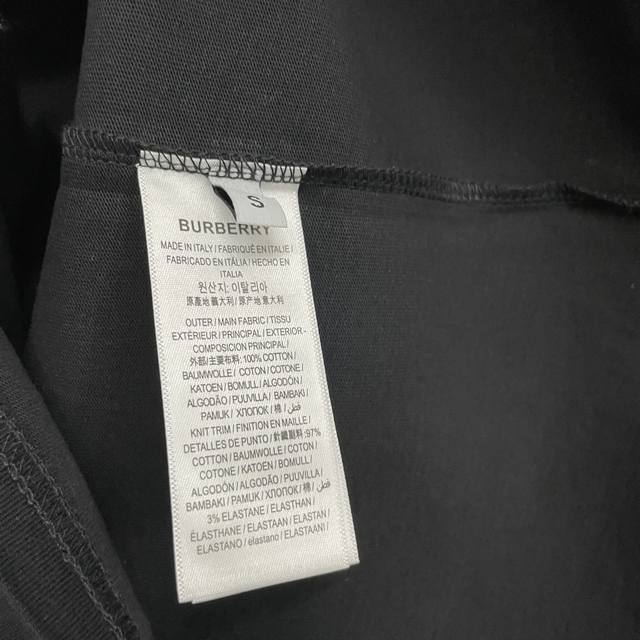 S
BURBERRY
MADE IN ITALY / FABRIQUÉ EN ITALIE /
FABRICADO EN ITÁLIA / HECHO EN
ITALIA
원산지: 이탈리아
原產地 義大利 / 原产地 意大利
OUTER / MAIN FABRIC / TISSU
EXTÉRIEUR / PRINCIPAL / EXTERIOR -
COMPOSICION PRINCIPAL /
外部/主要布料: 100% COTTON /
BAUMWOLLE / COTON / COTONE /
KATOEN / BOMULL / ALGODÓN /
ALGODÃO / PUUVILLA / BAMBAKI /
PAMUK / ХЛОПОК / 棉 / قطن
KNIT TRIM / FINITION EN MAILLE /
DETALLES DE PUNTO / 針織副料:97%
COTTON / BAUMWOLLE / COTON /
COTONE / KATOEN / BOMULL /
ALGODÓN / ALGODÃO / PUUVILLA /
BAMBAKI / PAMUK / ХЛОПОК / 棉 / قطن
3% ELASTANE / ELASTHAN /
ÉLASTHANE / ELASTAAN / ELASTAN /
ELASTANO / elastano / ELASTAANI /